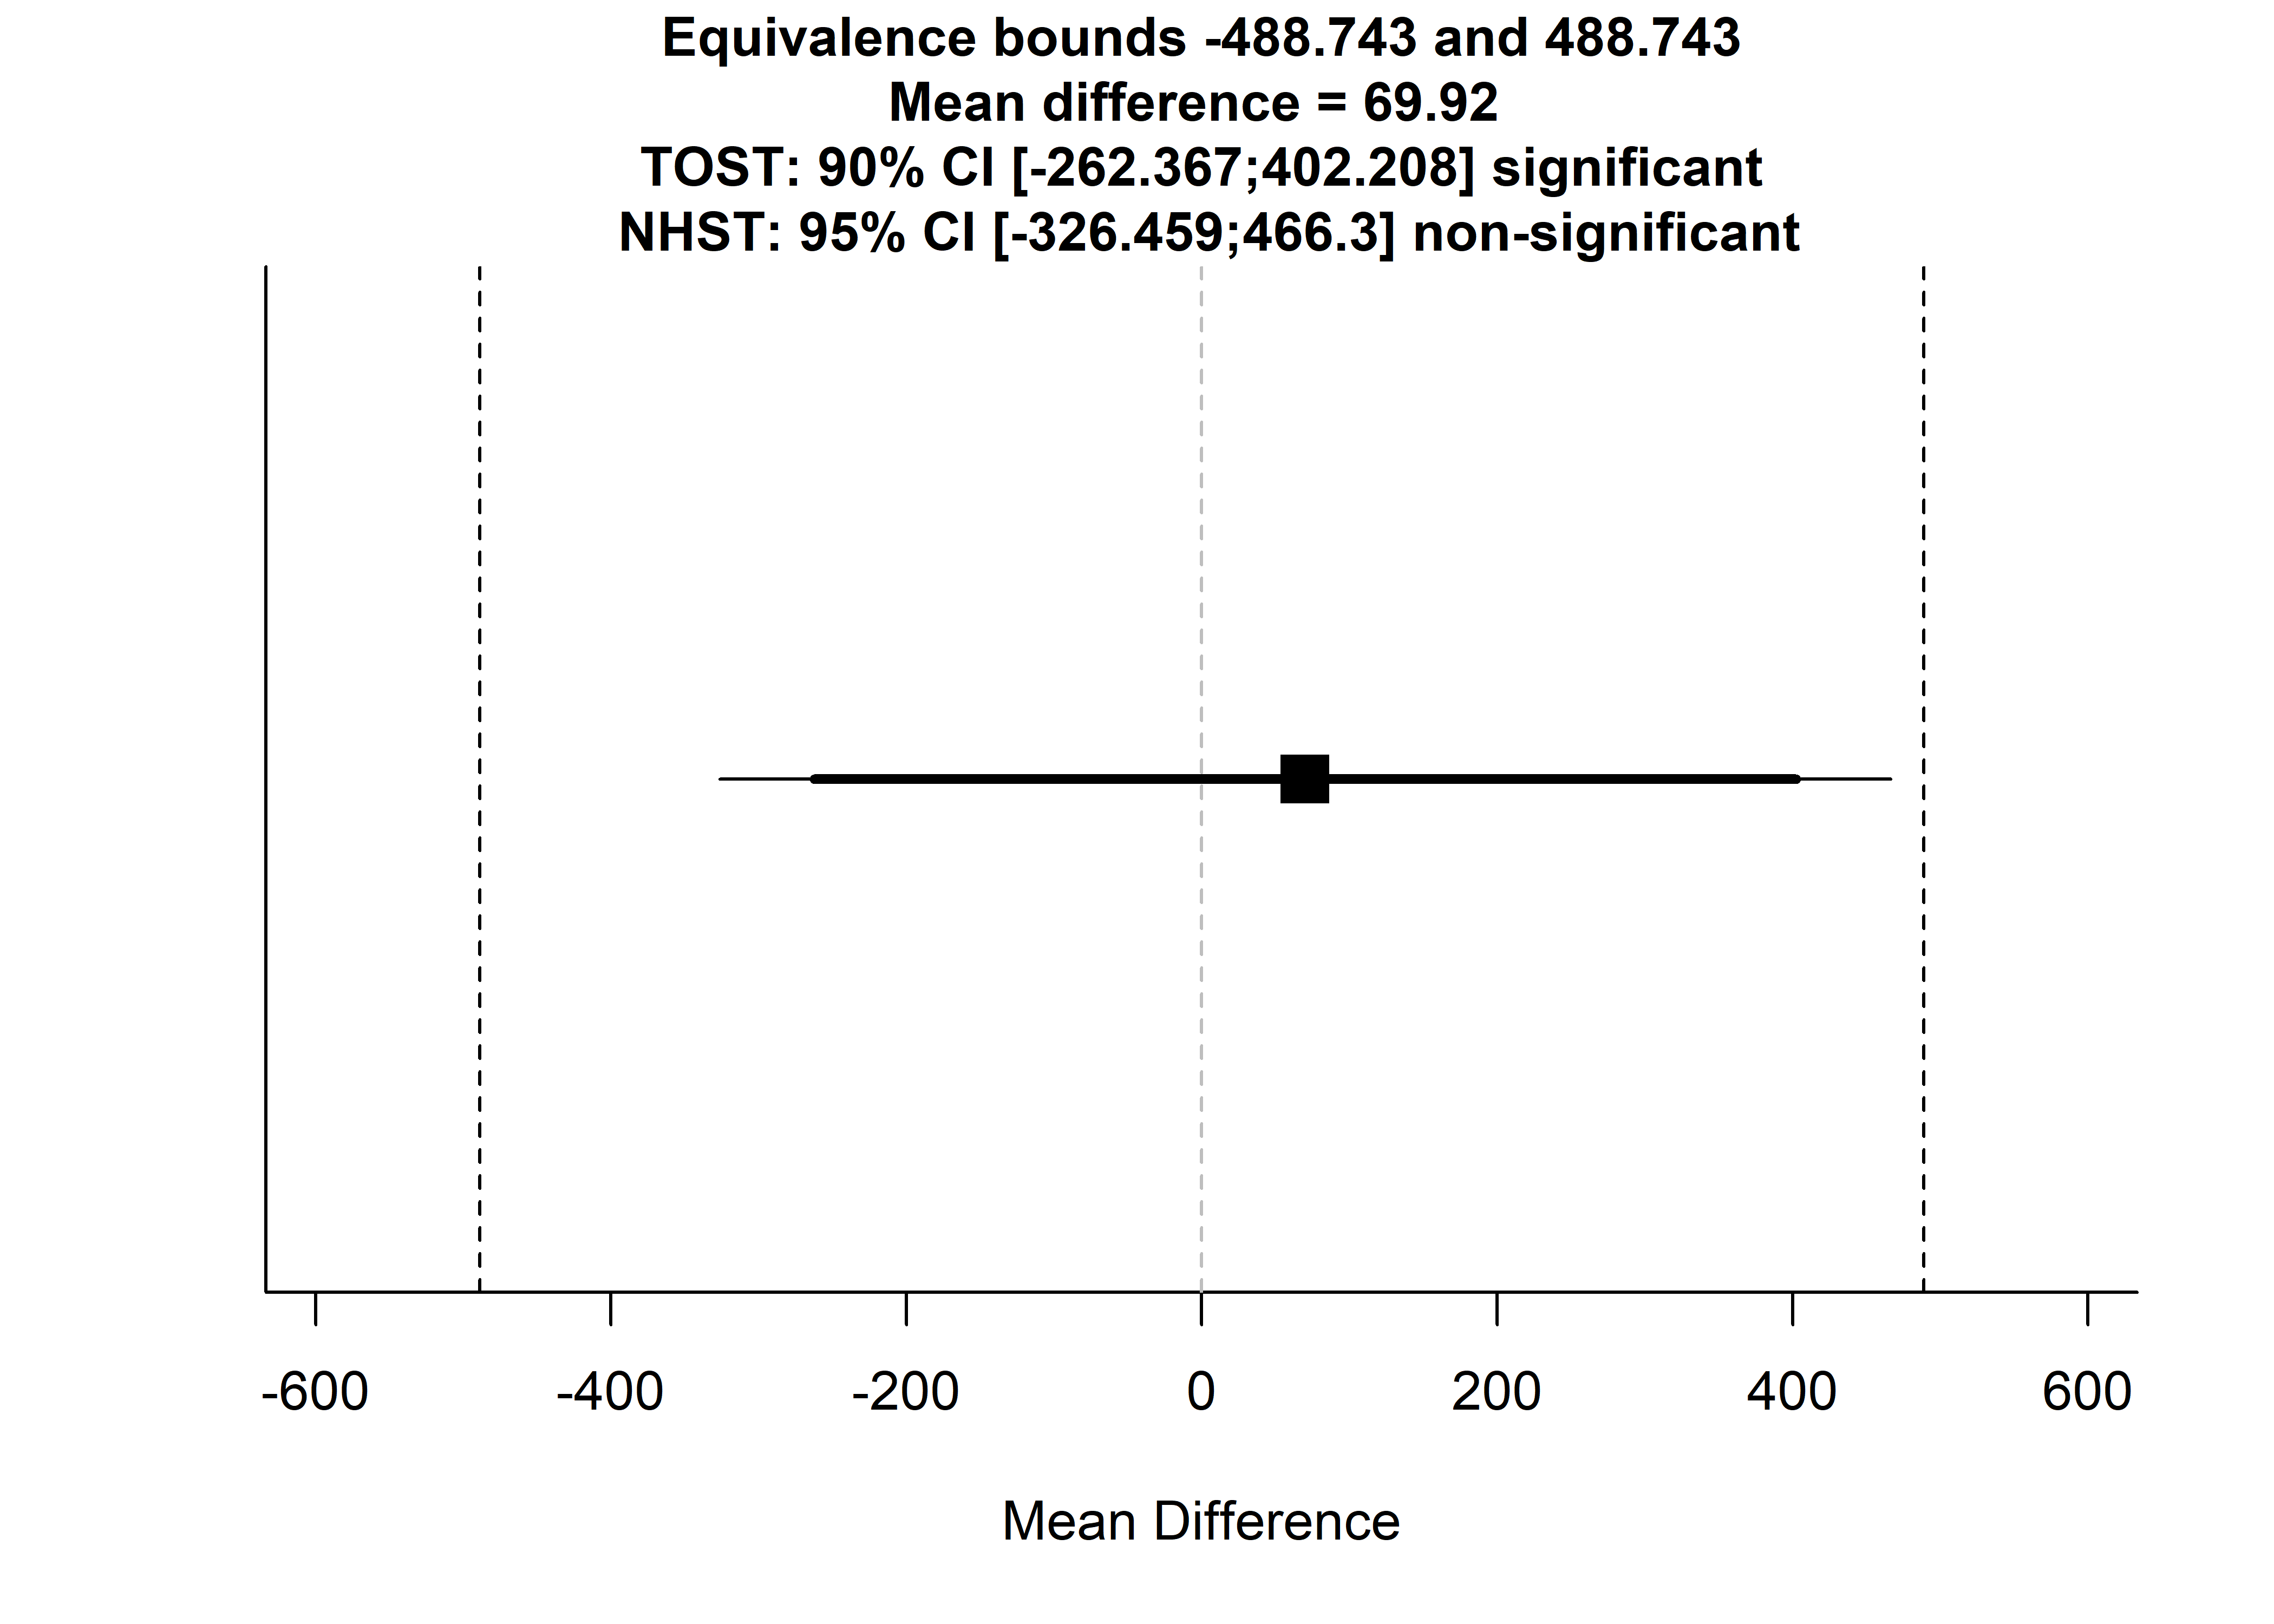 Equivalence bounds -488.743 and 488.743
Mean difference = 69.92
TOST: 90% CI [-262.367;402.208] significant
NHST: 95% CI [-326.459;466.3] non-significant
-600 -400 -200 0 200 400 600
Mean Difference